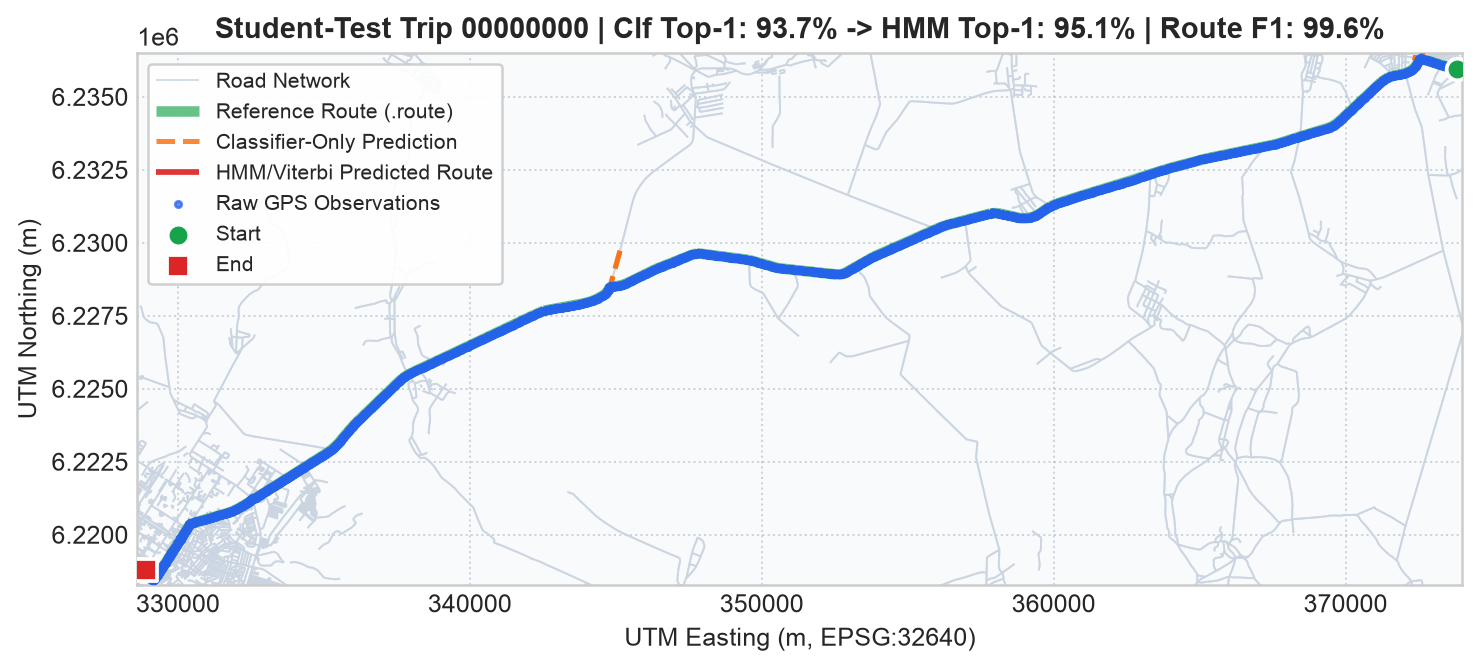 Student-Test Trip 00000000 | Clf Top-1: 93.7% -> HMM Top-1: 95.1% | Route F1: 99.6%
1e6
Road Network
Reference Route (.route)
Classifier-Only Prediction
HMM/Viterbi Predicted Route
Raw GPS Observations
Start
End
6.2350
6.2325
6.2300
6.2275
6.2250
6.2225
6.2200
UTM Northing (m)
330000 340000 350000 360000 370000
UTM Easting (m, EPSG:32640)